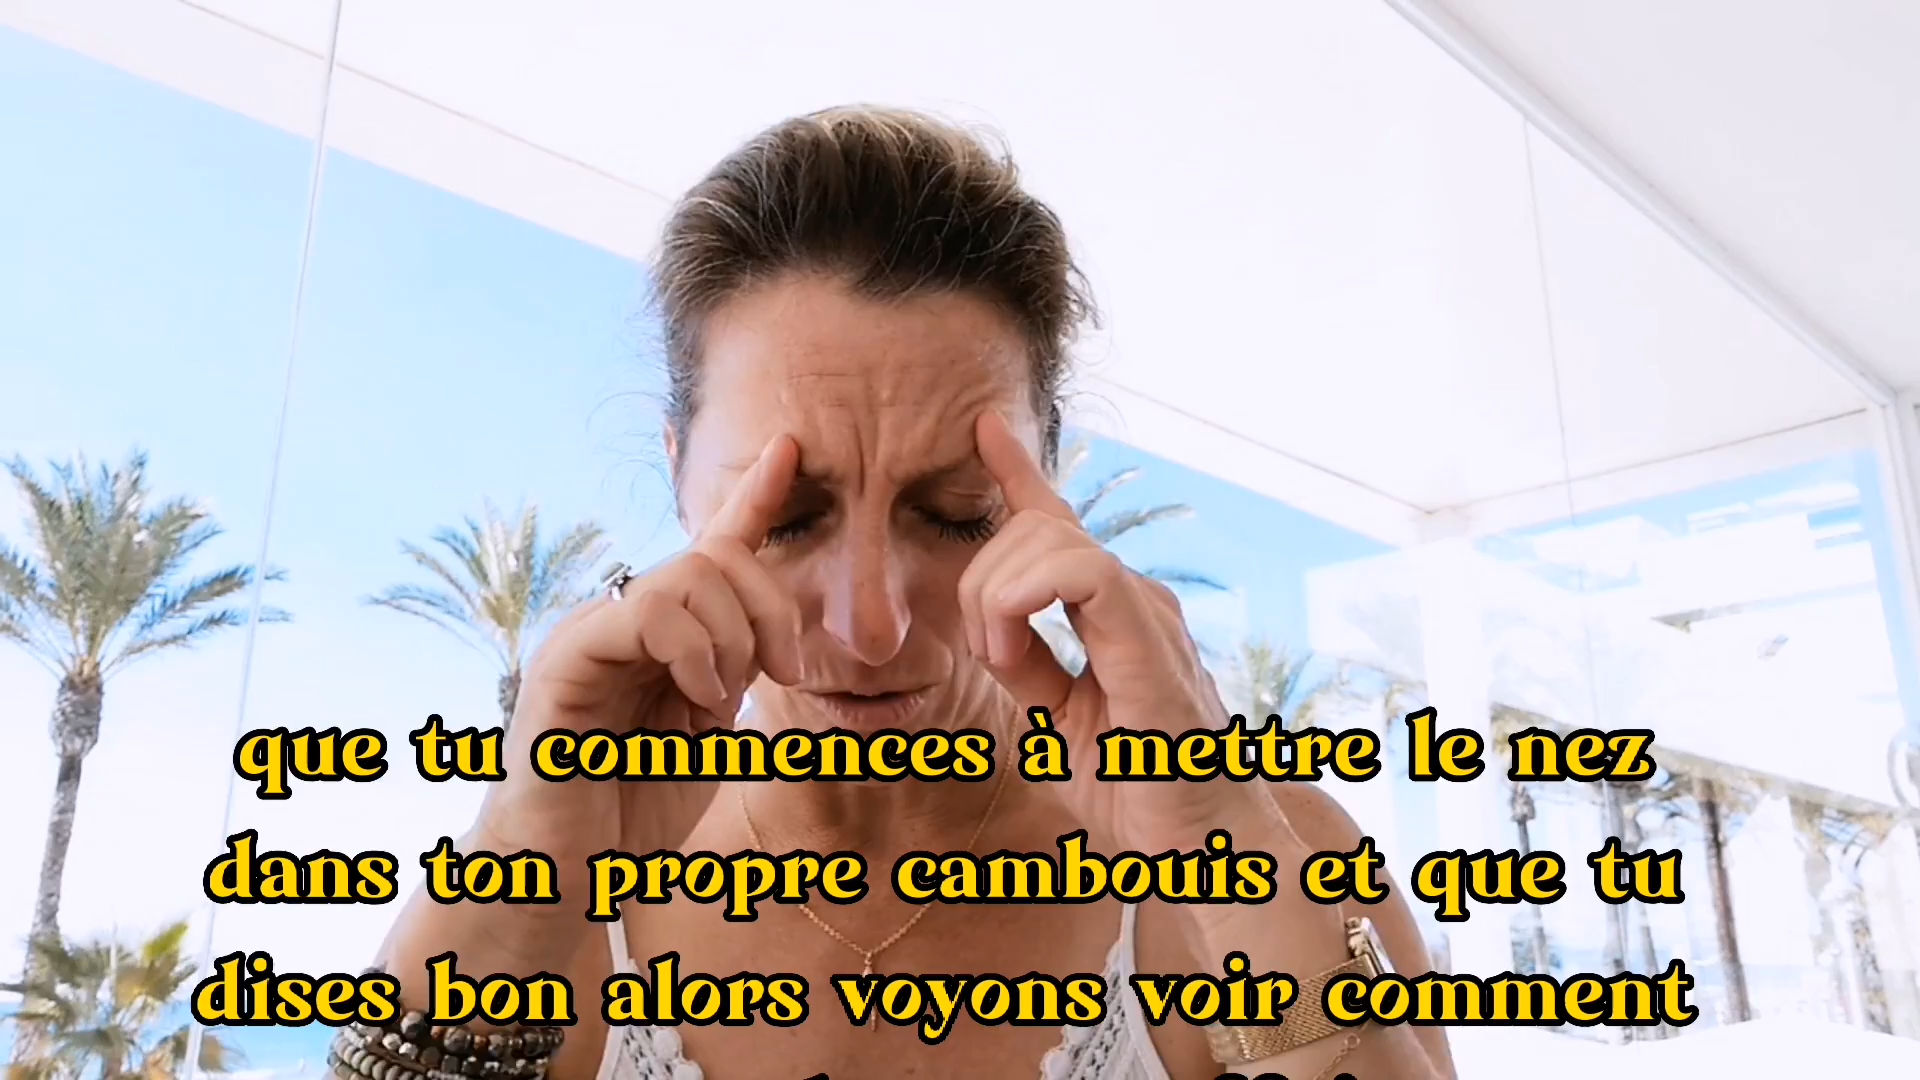 que tu commences à mettre le nez
dans ton propre cambouis et que tu
dises bon alors voyons voir comment